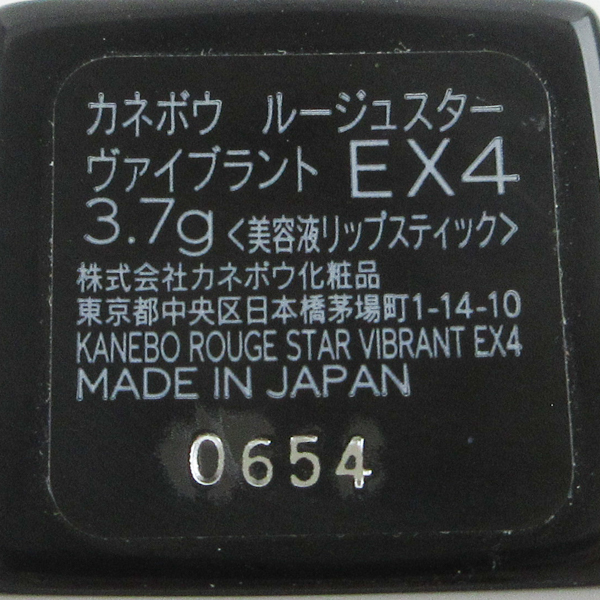 カネボウ ルージュスター
ヴァイブラント EX4
3.7g <美容液リップスティック>
株式会社カネボウ化粧品
東京都中央区日本橋茅場町1-14-10
KANEBO ROUGE STAR VIBRANT EX4
MADE IN JAPAN
0654